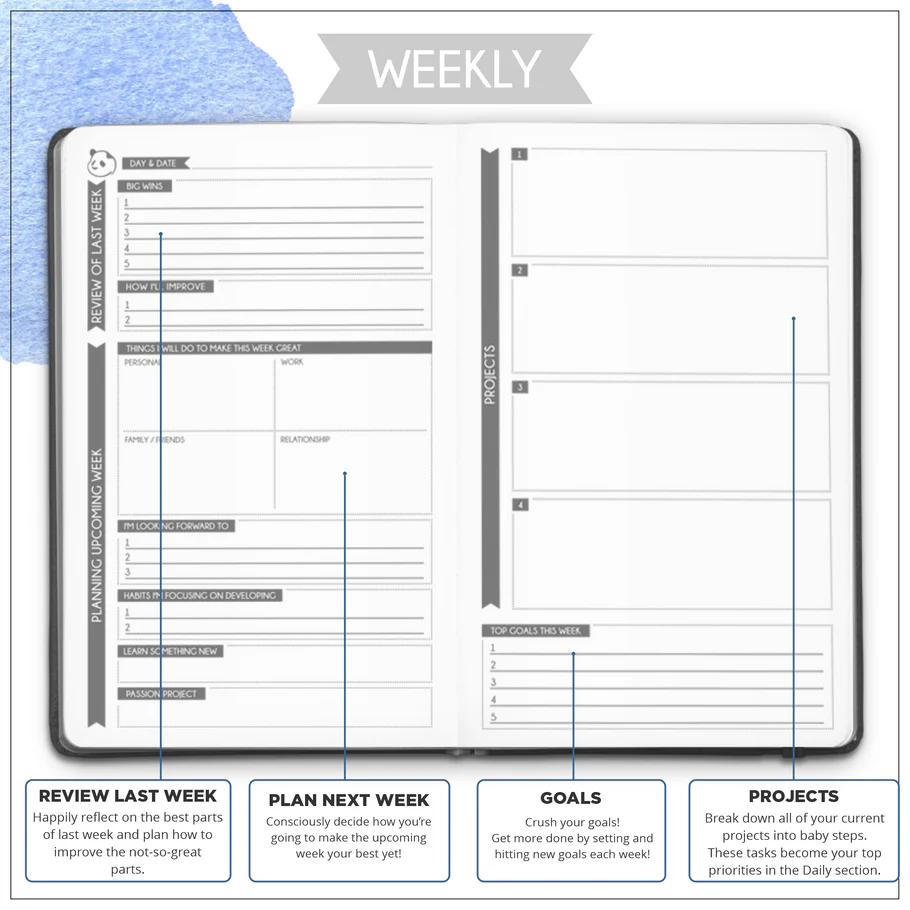 WEEKLY
DAY & DATE
REVIEW OF LAST WEEK
BIG WINS
1
2
3
4
5
HOW I'LL IMPROVE
1
2
PLANNING UPCOMING WEEK
THINGS I WILL DO TO MAKE THIS WEEK GREAT
PERSONAL WORK
FAMILY / FRIENDS RELATIONSHIP
I'M LOOKING FORWARD TO
1
2
3
HABITS I'M FOCUSING ON DEVELOPING
1
2
LEARN SOMETHING NEW
PASSION PROJECT
PROJECTS
1
2
3
4
TOP GOALS THIS WEEK
1
2
3
4
5
REVIEW LAST WEEK
Happily reflect on the best parts
of last week and plan how to
improve the not-so-great
parts.
PLAN NEXT WEEK
Consciously decide how you're
going to make the upcoming
week your best yet!
GOALS
Crush your goals!
Get more done by setting and
hitting new goals each week!
PROJECTS
Break down all of your current
projects into baby steps.
These tasks become your top
priorities in the Daily section.